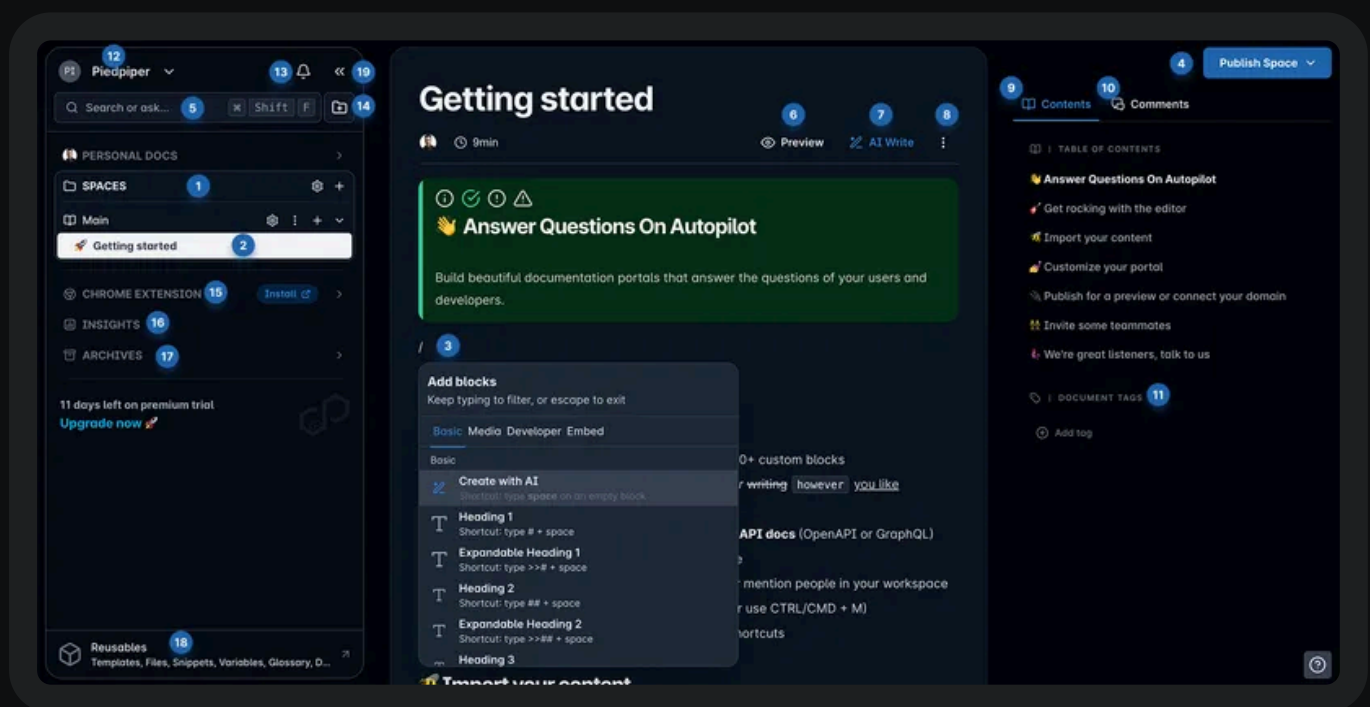 12
PI Piedpiper 13 19
Search or ask... 5 ⌘ Shift F 14
PERSONAL DOCS
SPACES 1
Main
🚀 Getting started 2
CHROME EXTENSION 15 Install
INSIGHTS 16
ARCHIVES 17
11 days left on premium trial
Upgrade now 🚀
Reusables 18
Templates, Files, Snippets, Variables, Glossary, D...
Getting started
9min
6 7 8
Preview AI Write
👋 Answer Questions On Autopilot
Build beautiful documentation portals that answer the questions of your users and
developers.
/ 3
Add blocks
Keep typing to filter, or escape to exit
Basic Media Developer Embed
Basic
Create with AI
Shortcut: type space on an empty block
Heading 1
Shortcut: type # + space
Expandable Heading 1
Shortcut: type >># + space
Heading 2
Shortcut: type ## + space
Expandable Heading 2
Shortcut: type >>## + space
Heading 3
0+ custom blocks
r writing however you like
API docs (OpenAPI or GraphQL)
mention people in your workspace
r use CTRL/CMD + M)
hortcuts
Import your content
4 Publish Space
9 10
Contents Comments
| TABLE OF CONTENTS
👋 Answer Questions On Autopilot
🎸 Get rocking with the editor
Import your content
💅 Customize your portal
Publish for a preview or connect your domain
Invite some teammates
We're great listeners, talk to us
| DOCUMENT TAGS 11
Add tag